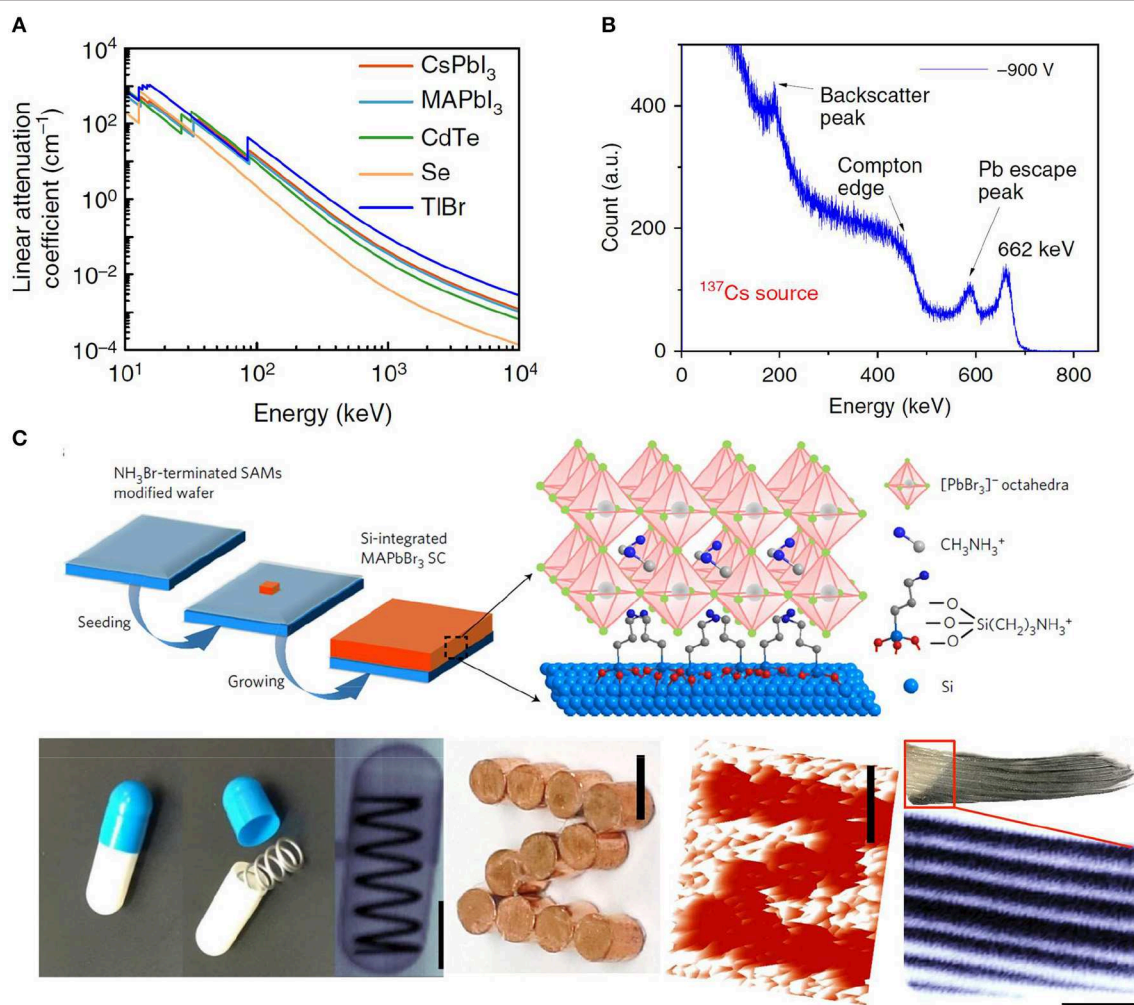 A
10⁴
10²
10⁰
10⁻²
10⁻⁴
Linear attenuation
coefficient (cm⁻¹)
CsPbI₃
MAPbI₃
CdTe
Se
TlBr
10¹
10²
10³
10⁴
Energy (keV)
B
−900 V
400
200
0
Count (a.u.)
Backscatter
peak
Compton
edge
Pb escape
peak
662 keV
¹³⁷Cs source
0
200
400
600
800
Energy (keV)
C
NH₃Br-terminated SAMs
modified wafer
Si-integrated
MAPbBr₃ SC
Seeding
Growing
[PbBr₃]⁻ octahedra
CH₃NH₃⁺
O
O
Si(CH₂)₃NH₃⁺
O
Si